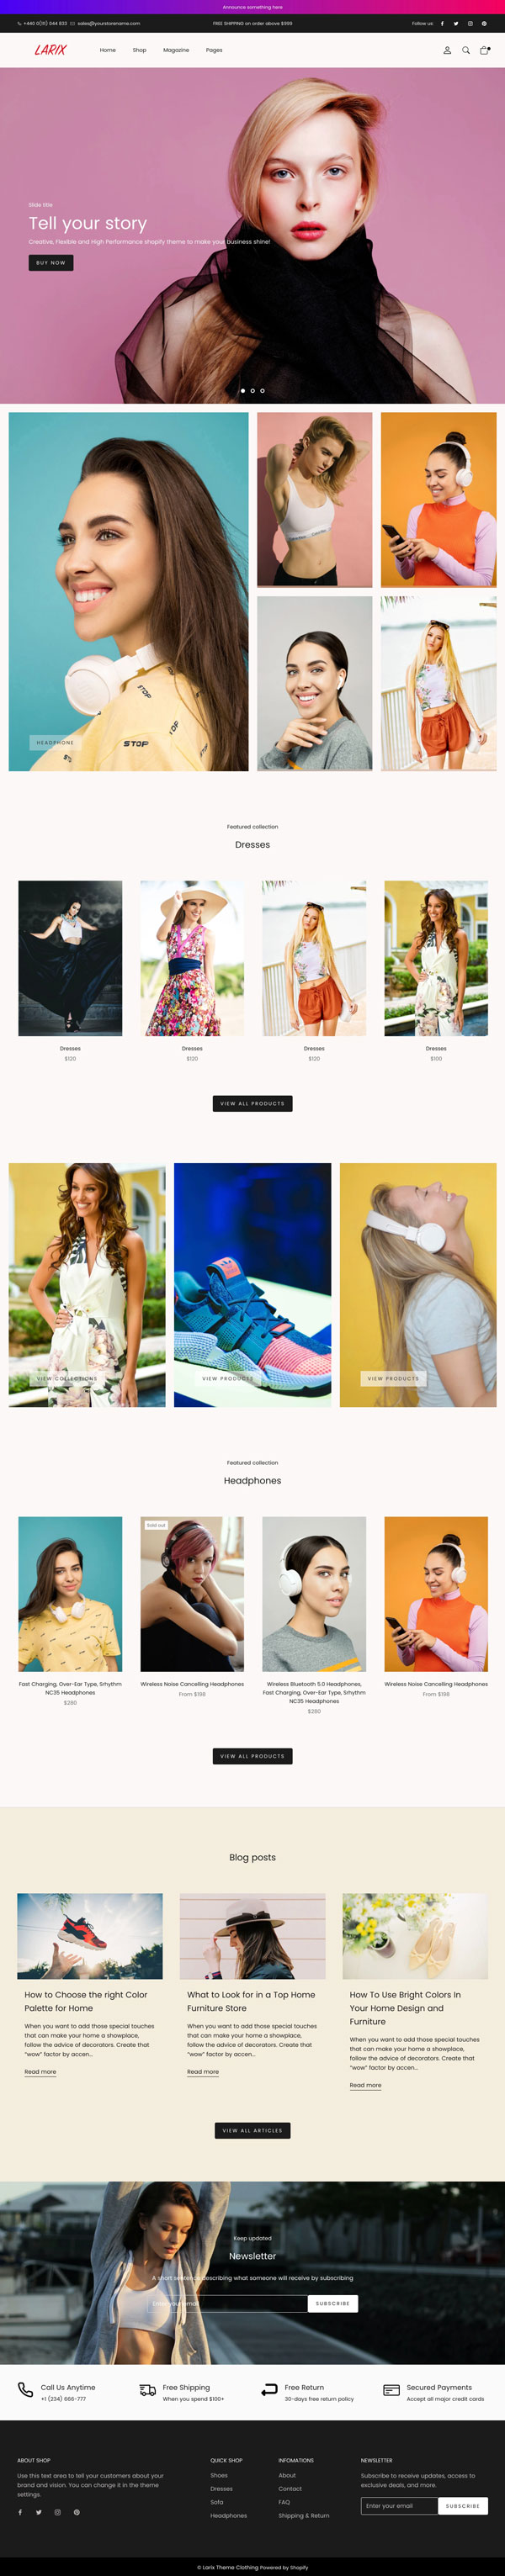 Announce something here
+440 0(111) 544 833 sales@yourstorename.com
FREE SHIPPING on order above $999
Follow us:
LARIX
Home Shop Magazine Pages
Slide title
Tell your story
Creative, Flexible and High Performance shopify theme to make your business shine!
BUY NOW
STOP
STOP
HEADPHONE
Featured collection
Dresses
Dresses Dresses Dresses Dresses
$120 $120 $120 $100
VIEW ALL PRODUCTS
VIEW COLLECTIONS VIEW PRODUCTS VIEW PRODUCTS
Featured collection
Headphones
Sold out
Fast Charging, Over-Ear Type, Srhythm
NC35 Headphones
$280
Wireless Noise Cancelling Headphones
From $198
Wireless Bluetooth 5.0 Headphones,
Fast Charging, Over-Ear Type, Srhythm
NC35 Headphones
$280
Wireless Noise Cancelling Headphones
From $198
VIEW ALL PRODUCTS
Blog posts
How to Choose the right Color
Palette for Home
When you want to add those special touches
that can make your home a showplace,
follow the advice of decorators. Create that
"wow" factor by accen...
Read more
What to Look for in a Top Home
Furniture Store
When you want to add those special touches
that can make your home a showplace,
follow the advice of decorators. Create that
"wow" factor by accen...
Read more
How To Use Bright Colors In
Your Home Design and
Furniture
When you want to add those special touches
that can make your home a showplace,
follow the advice of decorators. Create that
"wow" factor by accen...
Read more
VIEW ALL ARTICLES
Keep updated
Newsletter
A short sentence describing what someone will receive by subscribing
Enter your email
SUBSCRIBE
Call Us Anytime
+1 (234) 666-777
Free Shipping
When you spend $100+
Free Return
30-days free return policy
Secured Payments
Accept all major credit cards
ABOUT SHOP
Use this text area to tell your customers about your
brand and vision. You can change it in the theme
settings.
QUICK SHOP
Shoes
Dresses
Sofa
Headphones
INFOMATIONS
About
Contact
FAQ
Shipping & Return
NEWSLETTER
Subscribe to receive updates, access to
exclusive deals, and more.
Enter your email
SUBSCRIBE
© Larix Theme Clothing Powered by Shopify